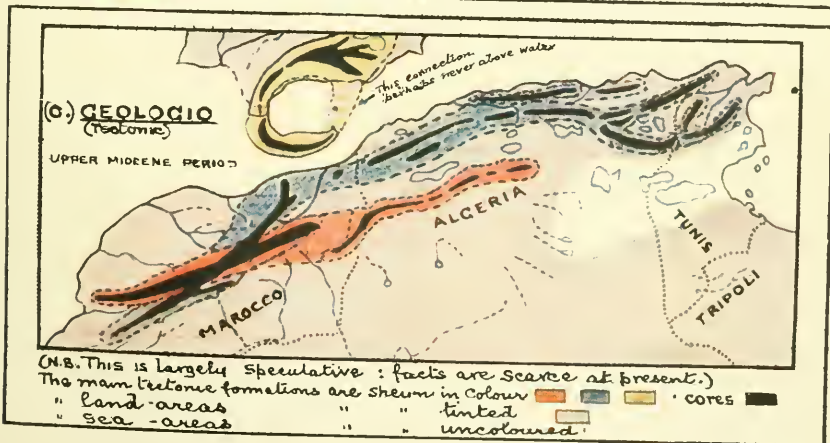 (C.) GEOLOGIC
(Tectonic)
UPPER MIOCENE PERIOD
This connection
perhaps never above water
ALGERIA
TUNIS
TRIPOLI
MAROCCO
(N.B. This is largely speculative : facts are scarce at present.)
The main tectonic formations are shewn in colour cores
" land-areas " " tinted
" sea-areas " " uncoloured.